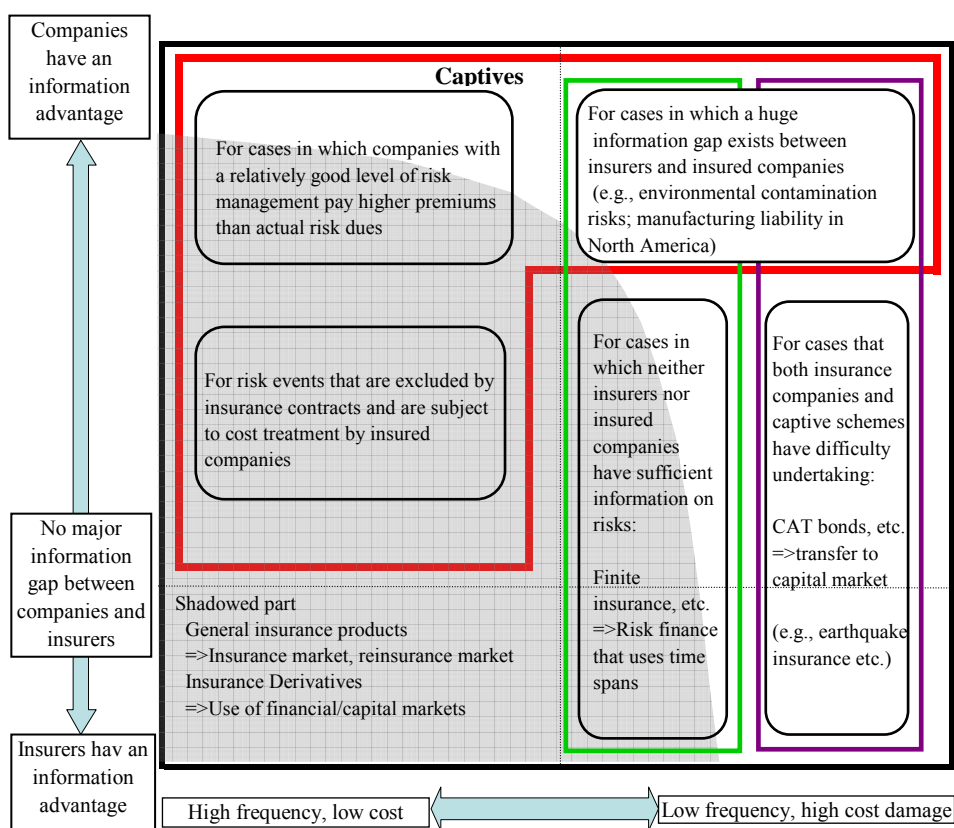 Companies
have an
information
advantage
Captives
For cases in which companies with
a relatively good level of risk
management pay higher premiums
than actual risk dues
For cases in which a huge
information gap exists between
insurers and insured companies
(e.g., environmental contamination
risks; manufacturing liability in
North America)
For risk events that are excluded by
insurance contracts and are subject
to cost treatment by insured
companies
For cases in
which neither
insurers nor
insured
companies
have sufficient
information on
risks:
Finite
insurance, etc.
=>Risk finance
that uses time
spans
For cases that
both insurance
companies and
captive schemes
have difficulty
undertaking:
CAT bonds, etc.
=>transfer to
capital market
(e.g., earthquake
insurance etc.)
No major
information
gap between
companies and
insurers
Shadowed part
General insurance products
=>Insurance market, reinsurance market
Insurance Derivatives
=>Use of financial/capital markets
Insurers hav an
information
advantage
High frequency, low cost
Low frequency, high cost damage